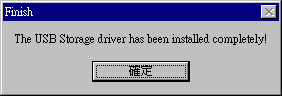 Finish
The USB Storage driver has been installed completely!
確定